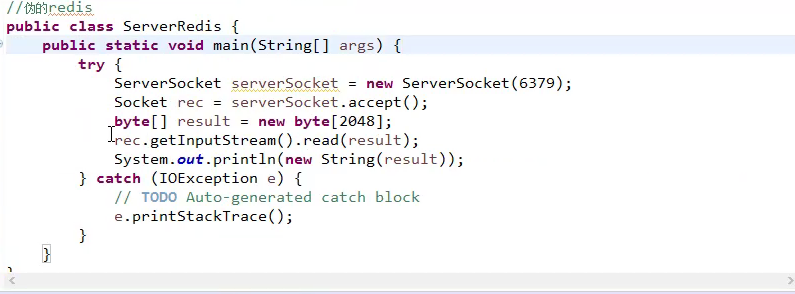 //伪的redis
public class ServerRedis {
    public static void main(String[] args) {
        try {
            ServerSocket serverSocket = new ServerSocket(6379);
            Socket rec = serverSocket.accept();
            byte[] result = new byte[2048];
            rec.getInputStream().read(result);
            System.out.println(new String(result));
        } catch (IOException e) {
            // TODO Auto-generated catch block
            e.printStackTrace();
        }
    }
}